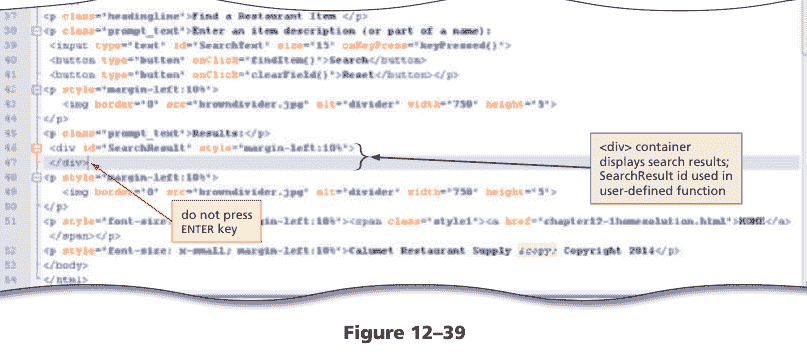 37 <p class="headingline">Find a Restaurant Item </p>
38 <p class="prompt_text">Enter an item description (or part of a name):
39 <input type="text" id="SearchText" size="15" onKeyPress="keyPressed()">
40 <button type="button" onClick="findItem()">Search</button>
41 <button type="button" onClick="clearField()">Reset</button></p>
42 <p style="margin-left:10%">
43 <img border="0" src="browndivider.jpg" alt="divider" width="750" height="5">
44 </p>
45 <p class="prompt_text">Results:</p>
46 <div id="SearchResult" style="margin-left:10%">
47 </div>
<div> container
displays search results;
SearchResult id used in
user-defined function
48 <p style="margin-left:10%">
49 <img border="0" src="browndivider.jpg" alt="divider" width="750" height="5">
50 </p>
do not press
ENTER key
51 <p style="font-size: margin-left:10%"><span class="style1"><a href="chapter12-1homesolution.html">HOME</a>
</span></p>
52 <p style="font-size: x-small; margin-left:10%">Calumet Restaurant Supply &copy; Copyright 2014</p>
53 </body>
54 </html>
Figure 12–39